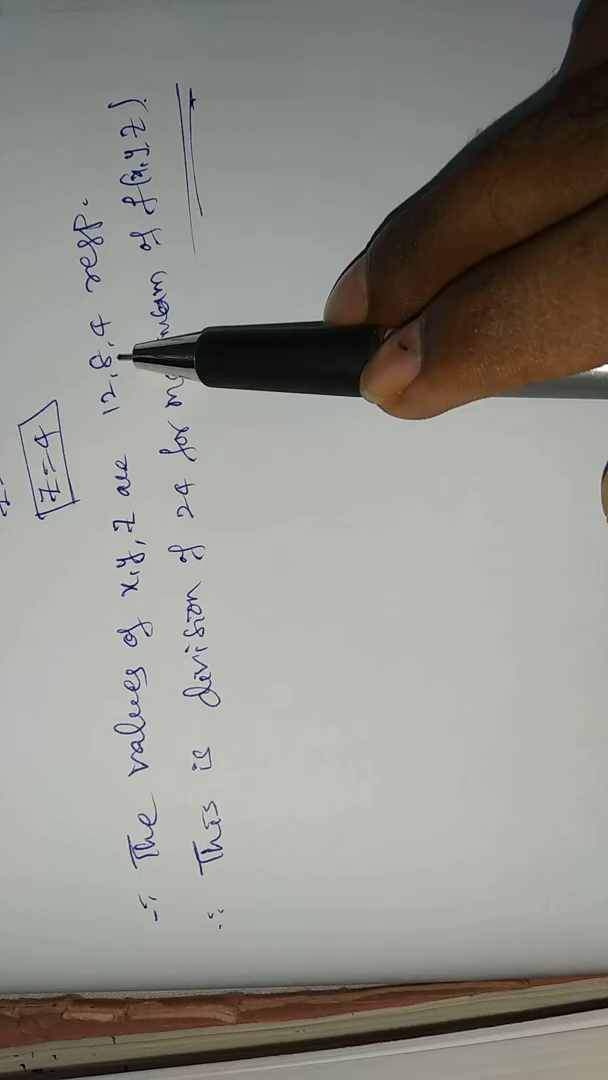 z = 4
∴ The values of x,y,z are 12,8,4 resp.
∴ This is division of 24 for of f(x,y,z).